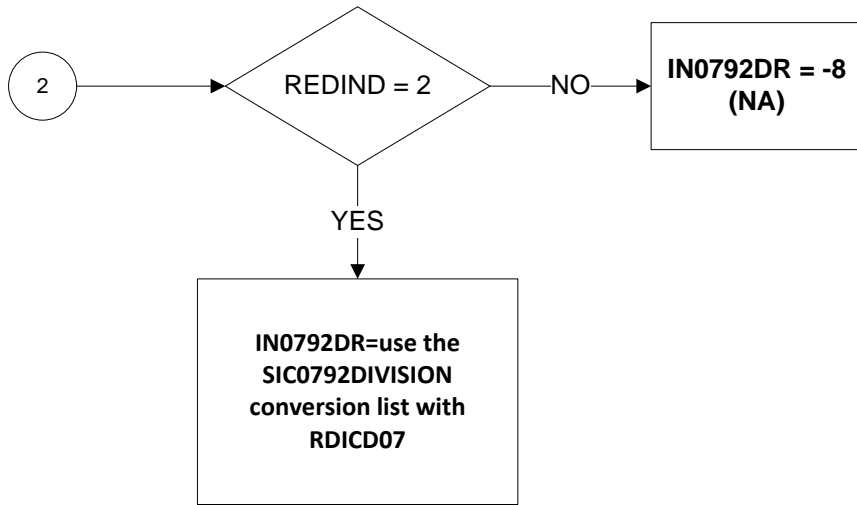 2
REDIND = 2
NO
IN0792DR = -8
(NA)
YES
IN0792DR=use the
SIC0792DIVISION
conversion list with
RDICD07